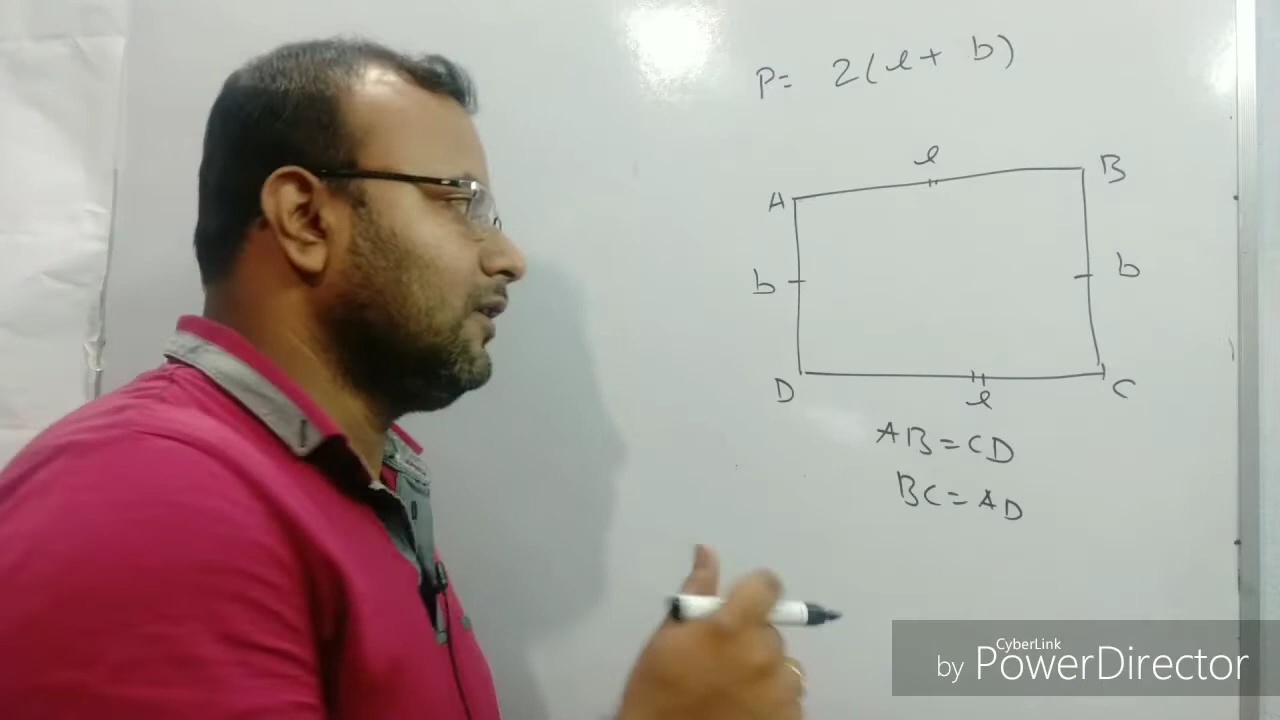 P= 2(l+ b)
l
A B
b b
D C
l
AB=CD
BC=AD
CyberLink
by PowerDirector